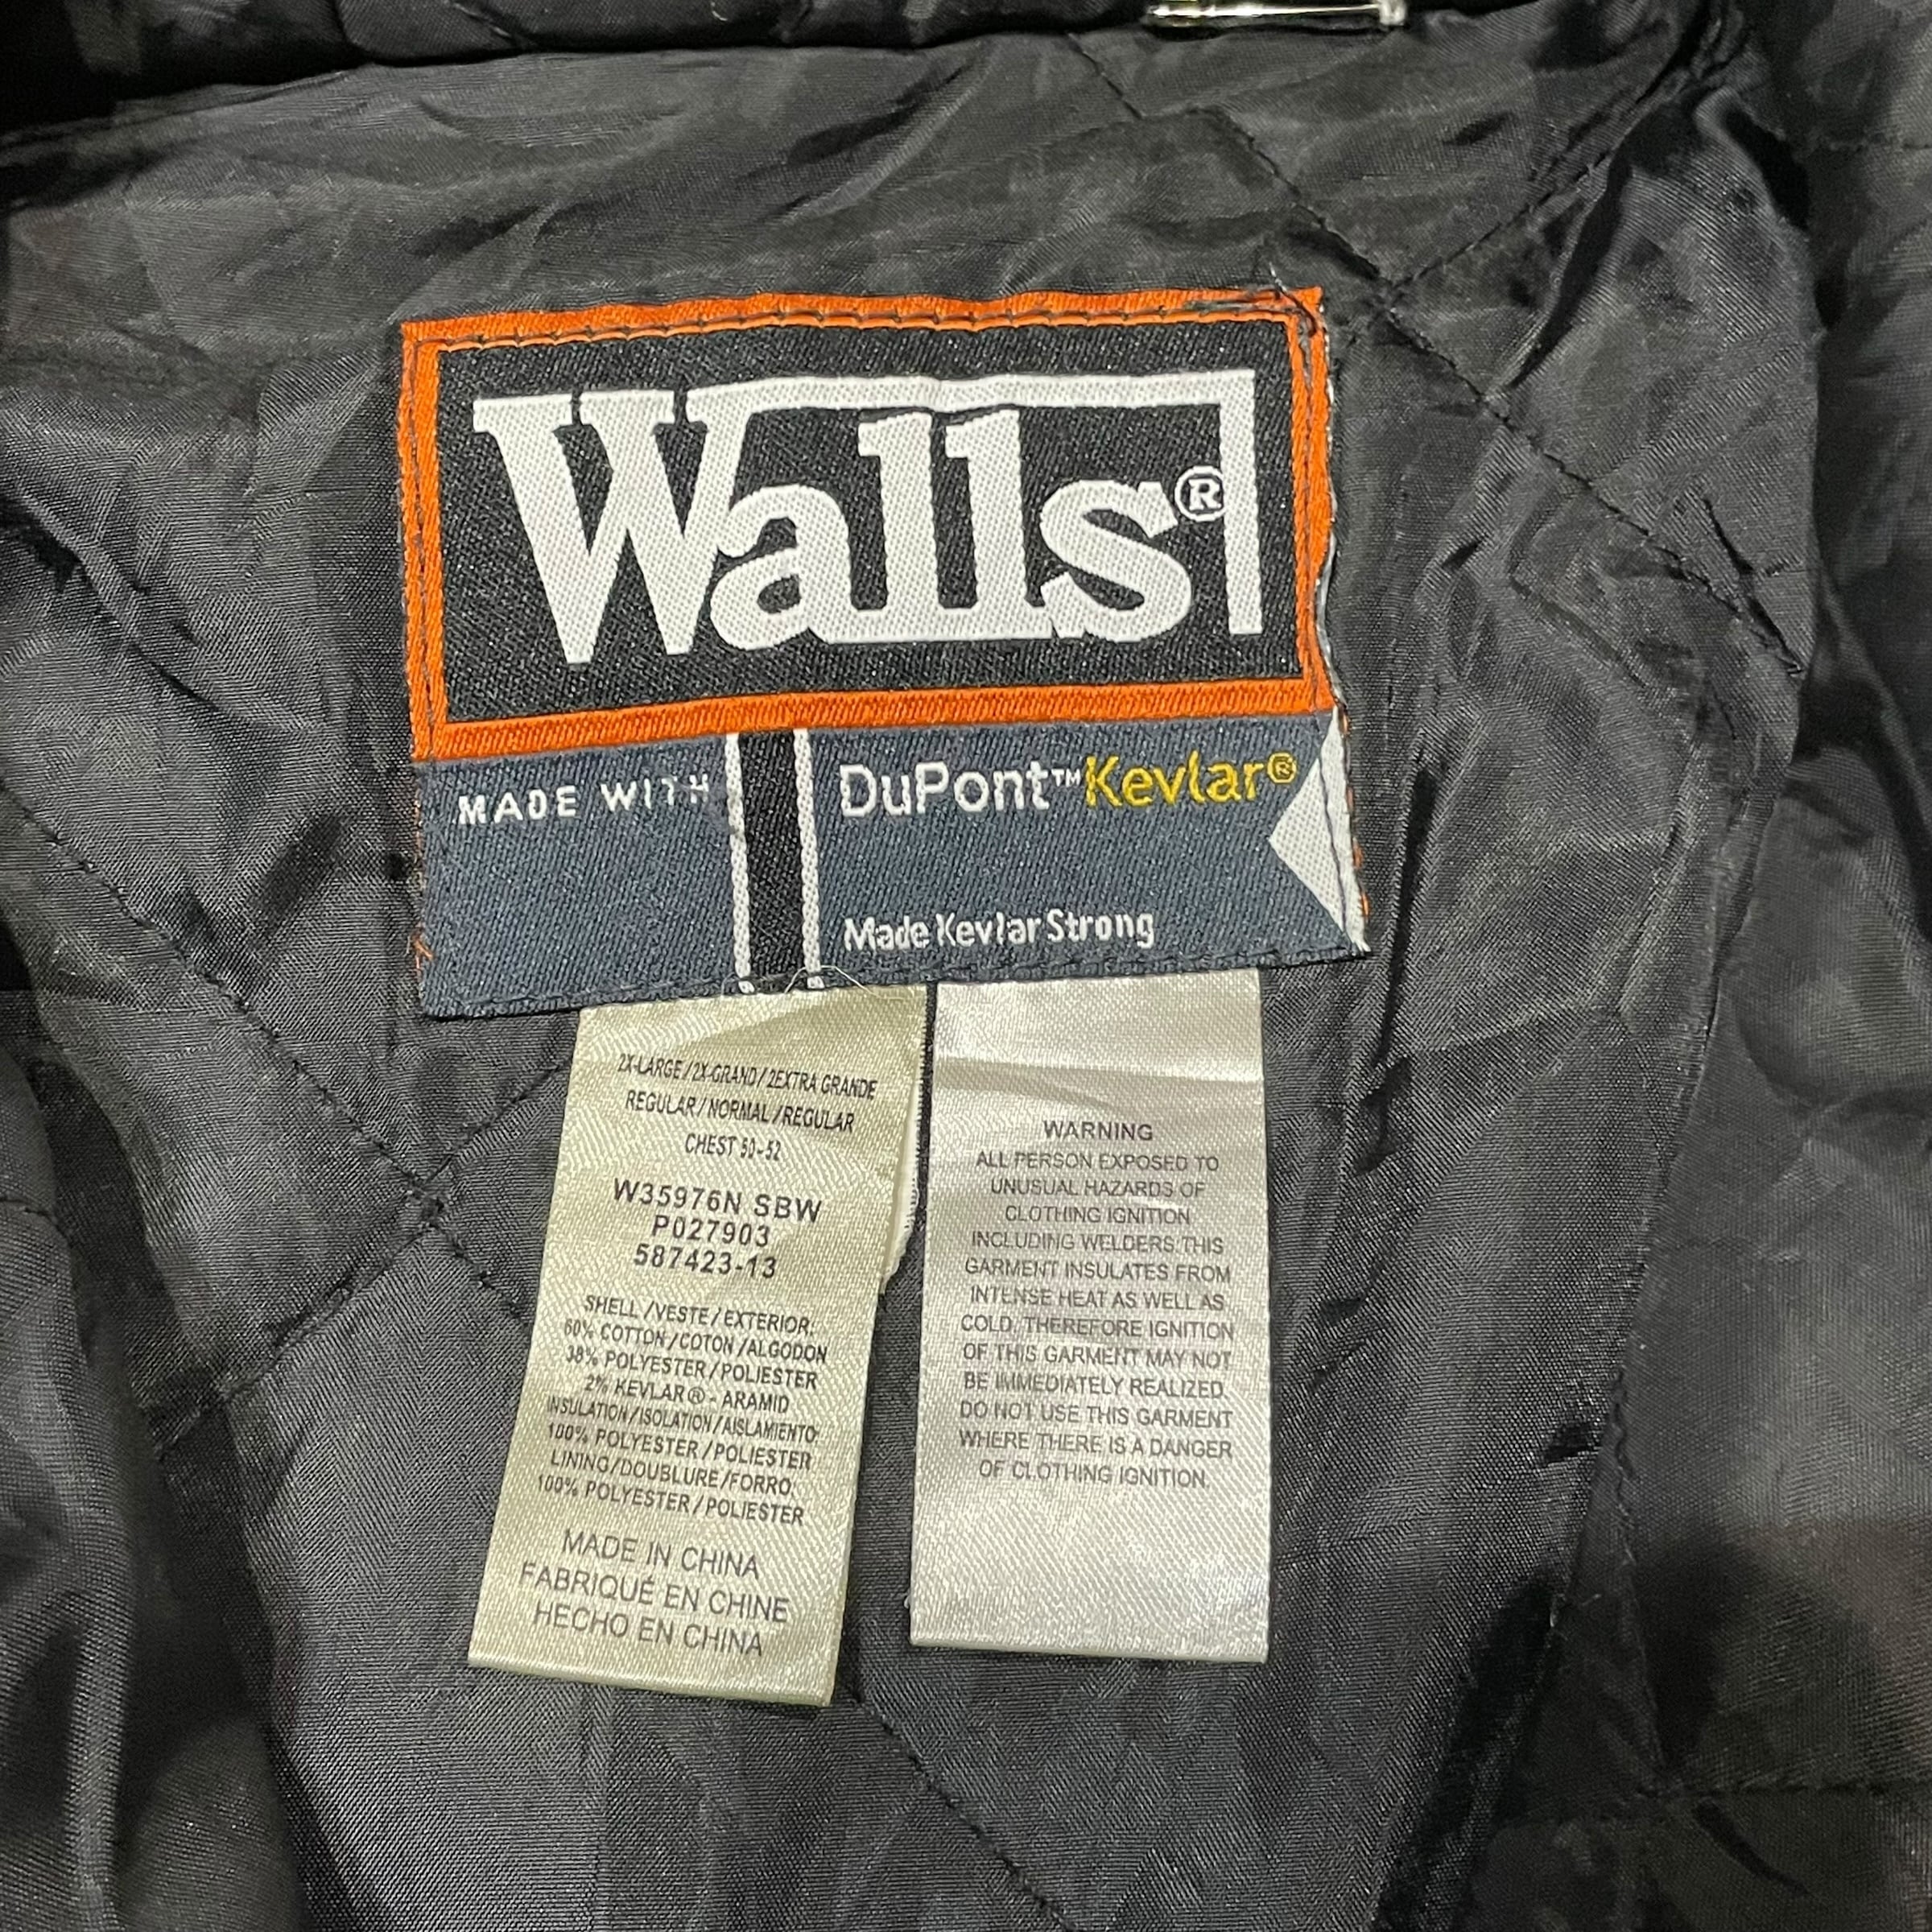 Walls®
MADE WITH
DuPont™ Kevlar®
Made Kevlar Strong
2X-LARGE/2X-GRAND/2EXTRA GRANDE
REGULAR/NORMAL/REGULAR
CHEST 50-52
W35976N SBW
P027903
587423-13
SHELL/VESTE/EXTERIOR:
60% COTTON/COTON/ALGODON
38% POLYESTER/POLIESTER
2% KEVLAR® - ARAMID
INSULATION/ISOLATION/AISLAMIENTO:
100% POLYESTER/POLIESTER
LINING/DOUBLURE/FORRO:
100% POLYESTER/POLIESTER
MADE IN CHINA
FABRIQUÉ EN CHINE
HECHO EN CHINA
WARNING
ALL PERSON EXPOSED TO
UNUSUAL HAZARDS OF
CLOTHING IGNITION
INCLUDING WELDERS: THIS
GARMENT INSULATES FROM
INTENSE HEAT AS WELL AS
COLD, THEREFORE IGNITION
OF THIS GARMENT MAY NOT
BE IMMEDIATELY REALIZED.
DO NOT USE THIS GARMENT
WHERE THERE IS A DANGER
OF CLOTHING IGNITION.